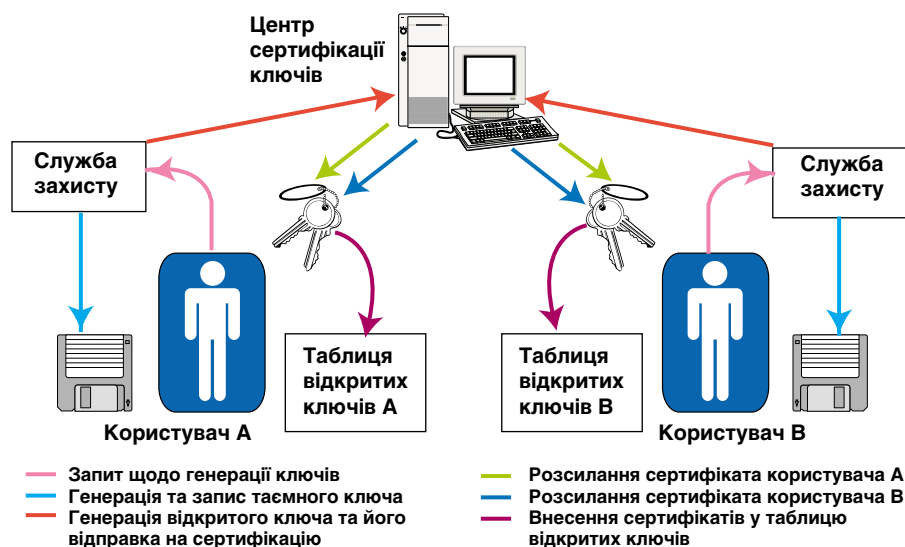 Центр
сертифікації
ключів
Служба
захисту
Служба
захисту
Таблиця
відкритих
ключів А
Таблиця
відкритих
ключів В
Користувач А
Користувач В
Запит щодо генерації ключів
Генерація та запис таємного ключа
Генерація відкритого ключа та його
відправка на сертифікацію
Розсилання сертифіката користувача А
Розсилання сертифіката користувача В
Внесення сертифікатів у таблицю
відкритих ключів